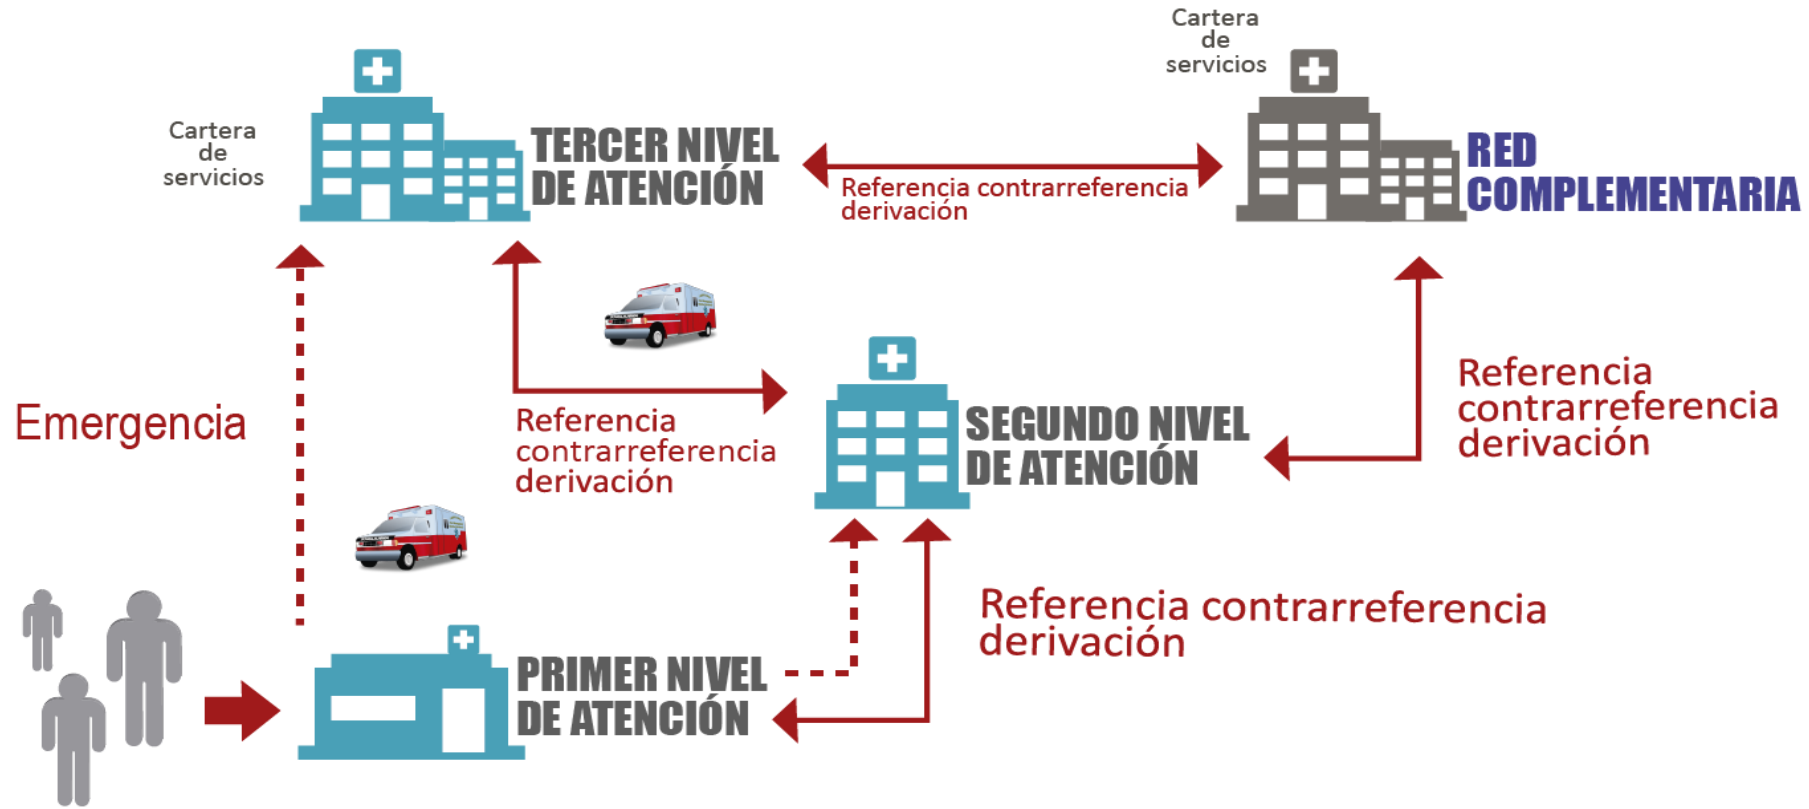 Cartera
de
servicios
Cartera
de
servicios
TERCER NIVEL
DE ATENCIÓN
RED
COMPLEMENTARIA
Referencia contrarreferencia
derivación
Emergencia
Referencia
contrarreferencia
derivación
SEGUNDO NIVEL
DE ATENCIÓN
Referencia
contrarreferencia
derivación
Referencia contrarreferencia
derivación
PRIMER NIVEL
DE ATENCIÓN